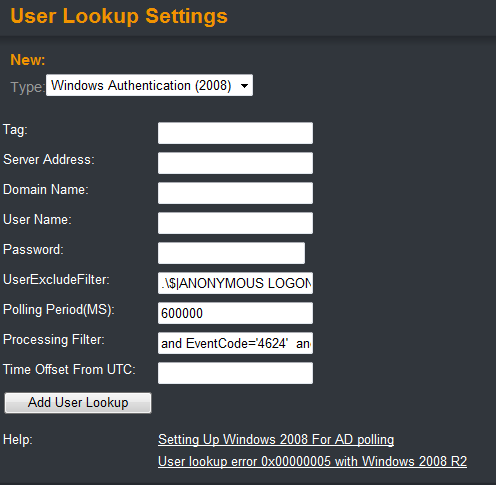 User Lookup Settings
New:
Type: Windows Authentication (2008)
Tag:
Server Address:
Domain Name:
User Name:
Password:
UserExcludeFilter: .\$|ANONYMOUS LOGON
Polling Period(MS): 600000
Processing Filter: and EventCode='4624' an
Time Offset From UTC:
Add User Lookup
Help: Setting Up Windows 2008 For AD polling
User lookup error 0x00000005 with Windows 2008 R2